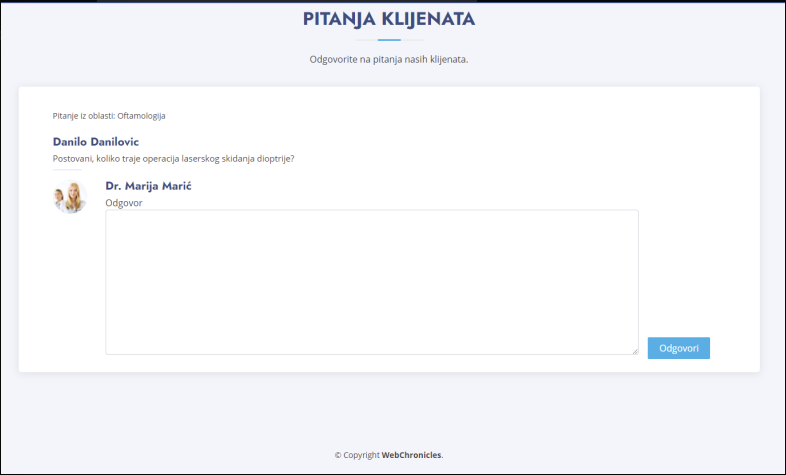 PITANJA KLIJENATA
Odgovorite na pitanja nasih klijenata.
Pitanje iz oblasti: Oftamologija
Danilo Danilovic
Postovani, koliko traje operacija laserskog skidanja dioptrije?
Dr. Marija Marić
Odgovor
Odgovori
© Copyright WebChronicles.